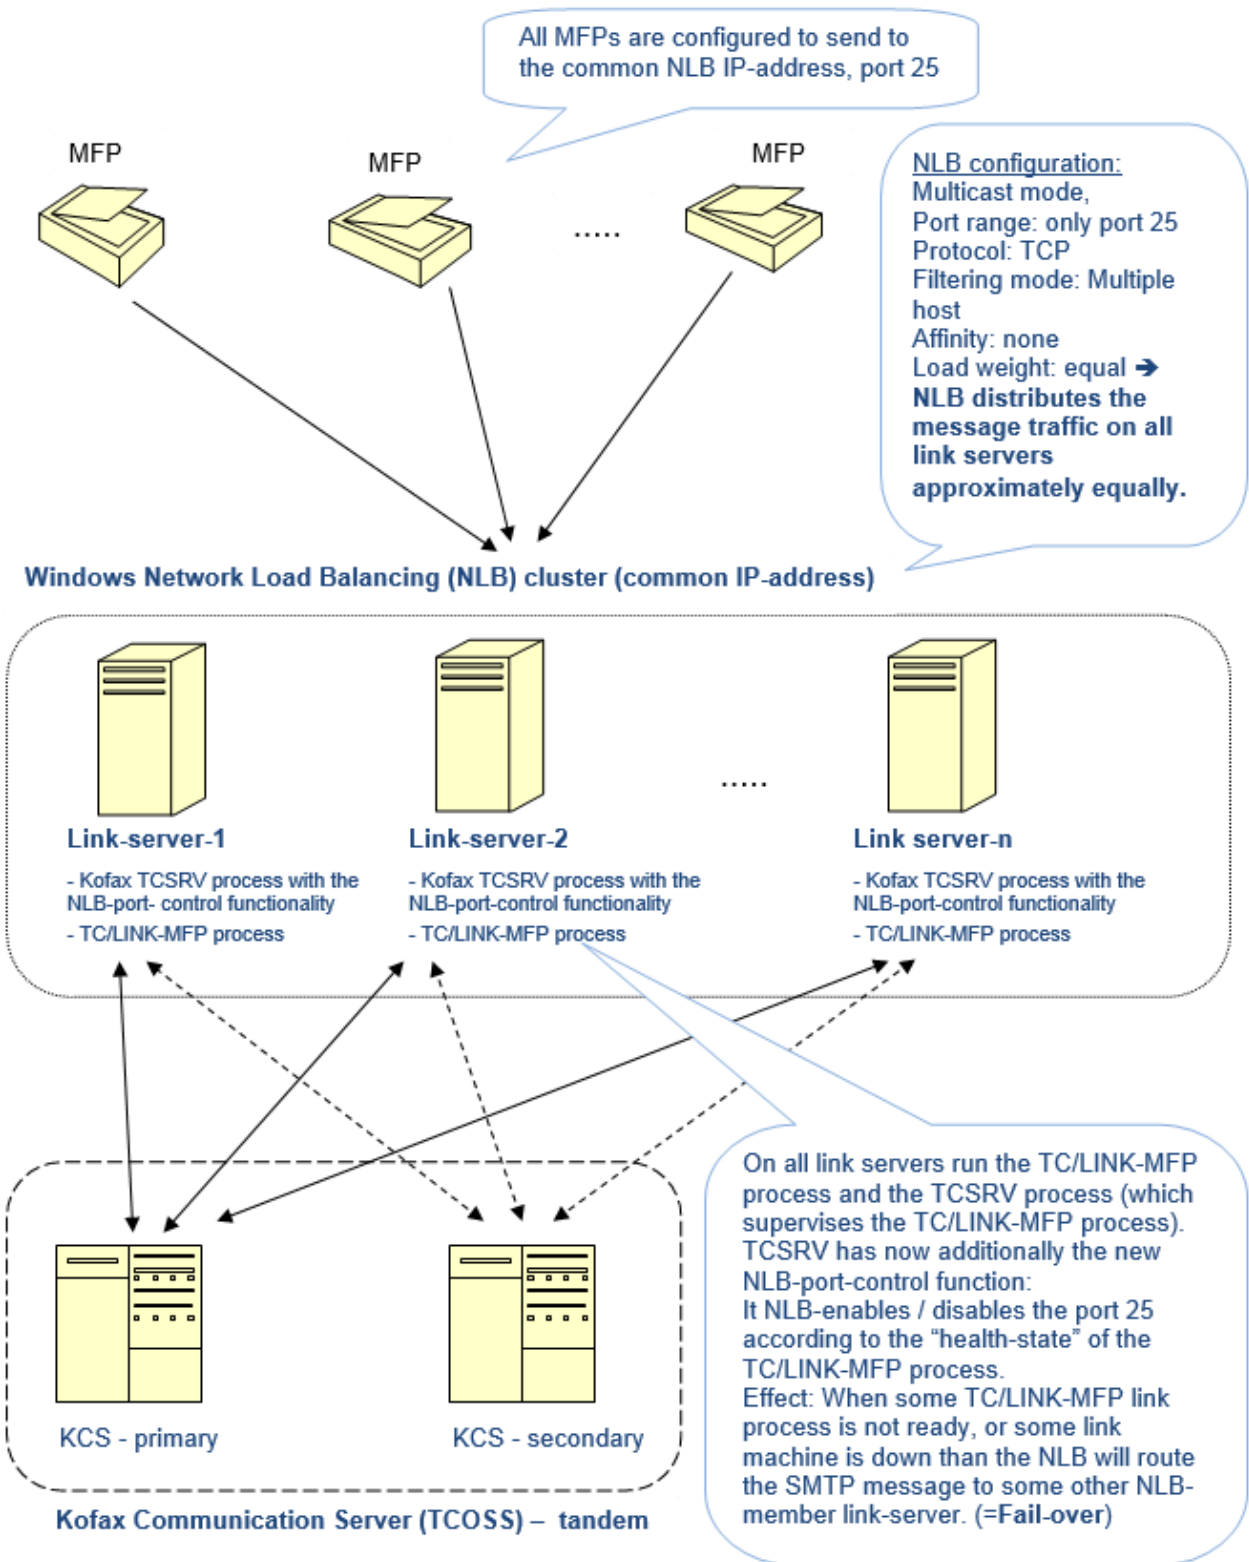 All MFPs are configured to send to
the common NLB IP-address, port 25
MFP
MFP
MFP
.....
NLB configuration:
Multicast mode,
Port range: only port 25
Protocol: TCP
Filtering mode: Multiple
host
Affinity: none
Load weight: equal ➔
NLB distributes the
message traffic on all
link servers
approximately equally.
Windows Network Load Balancing (NLB) cluster (common IP-address)
.....
Link-server-1
- Kofax TCSRV process with the
NLB-port- control functionality
- TC/LINK-MFP process
Link-server-2
- Kofax TCSRV process with the
NLB-port-control functionality
- TC/LINK-MFP process
Link server-n
- Kofax TCSRV process with the
NLB-port-control functionality
- TC/LINK-MFP process
On all link servers run the TC/LINK-MFP
process and the TCSRV process (which
supervises the TC/LINK-MFP process).
TCSRV has now additionally the new
NLB-port-control function:
It NLB-enables / disables the port 25
according to the “health-state” of the
TC/LINK-MFP process.
Effect: When some TC/LINK-MFP link
process is not ready, or some link
machine is down than the NLB will route
the SMTP message to some other NLB-
member link-server. (=Fail-over)
KCS - primary
KCS - secondary
Kofax Communication Server (TCOSS) – tandem